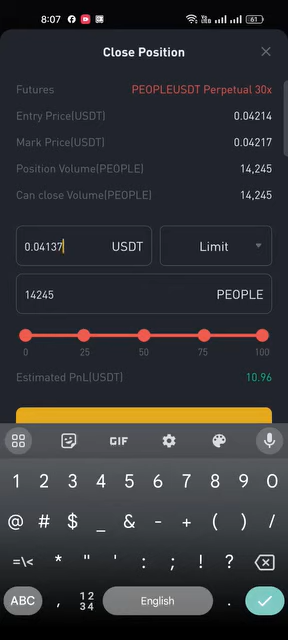 8:07 61
Close Position
Futures PEOPLEUSDT Perpetual 30x
Entry Price(USDT) 0.04214
Mark Price(USDT) 0.04217
Position Volume(PEOPLE) 14,245
Can close Volume(PEOPLE) 14,245
0.04137 USDT Limit
14245 PEOPLE
0 25 50 75 100
Estimated PnL(USDT) 10.96
GIF
1 2 3 4 5 6 7 8 9 0
@ # $ _ & - + ( ) /
=\< * " ' : ; ! ?
ABC , 12 34 English .